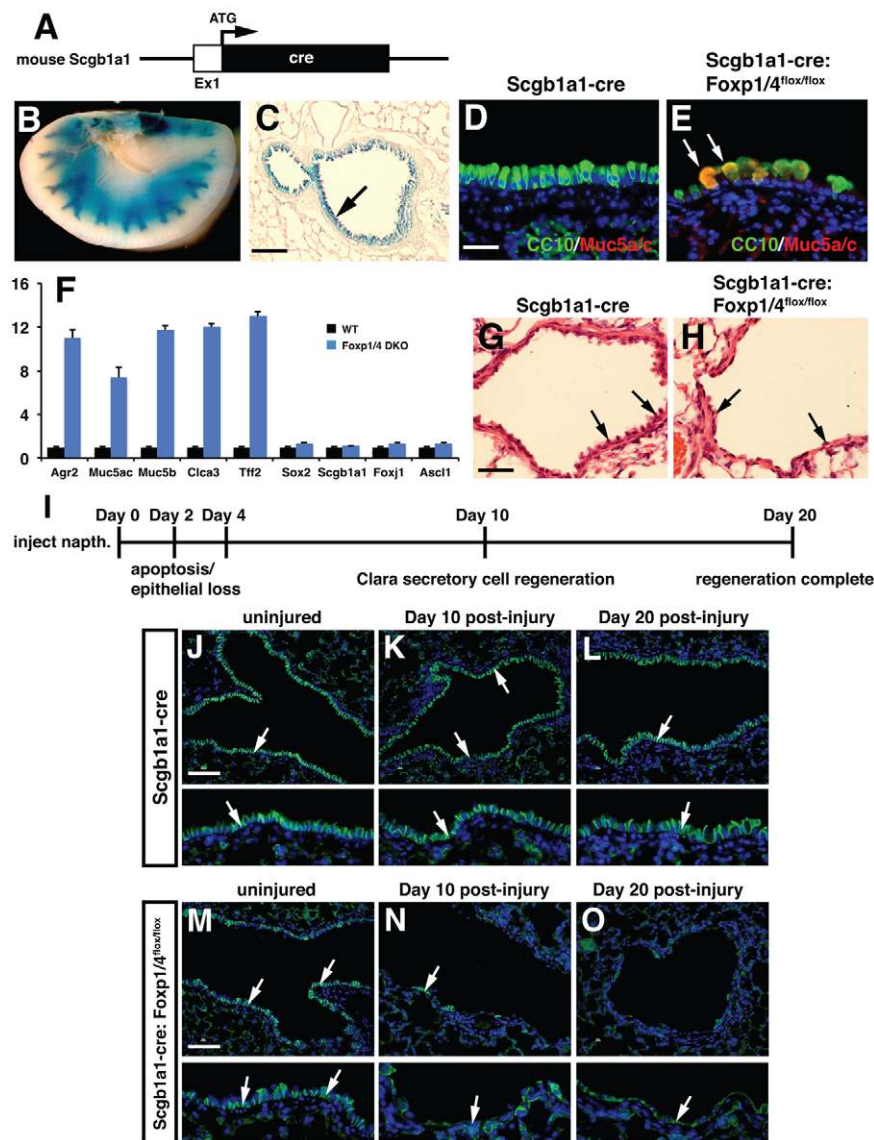 A
ATG
mouse Scgb1a1
cre
Ex1
B
C
Scgb1a1-cre
D
CC10/Muc5a/c
Scgb1a1-cre:
Foxp1/4flox/flox
E
CC10/Muc5a/c
F
16
12
8
4
0
WT
Foxp1/4 DKO
Agr2 Muc5ac Muc5b Clca3 Tff2 Sox2 Scgb1a1 Foxj1 Ascl1
Scgb1a1-cre
G
Scgb1a1-cre:
Foxp1/4flox/flox
H
I
Day 0 Day 2 Day 4 Day 10 Day 20
inject napth.
apoptosis/
epithelial loss
Clara secretory cell regeneration
regeneration complete
Scgb1a1-cre
uninjured Day 10 post-injury Day 20 post-injury
J K L
Scgb1a1-cre: Foxp1/4flox/flox
uninjured Day 10 post-injury Day 20 post-injury
M N O